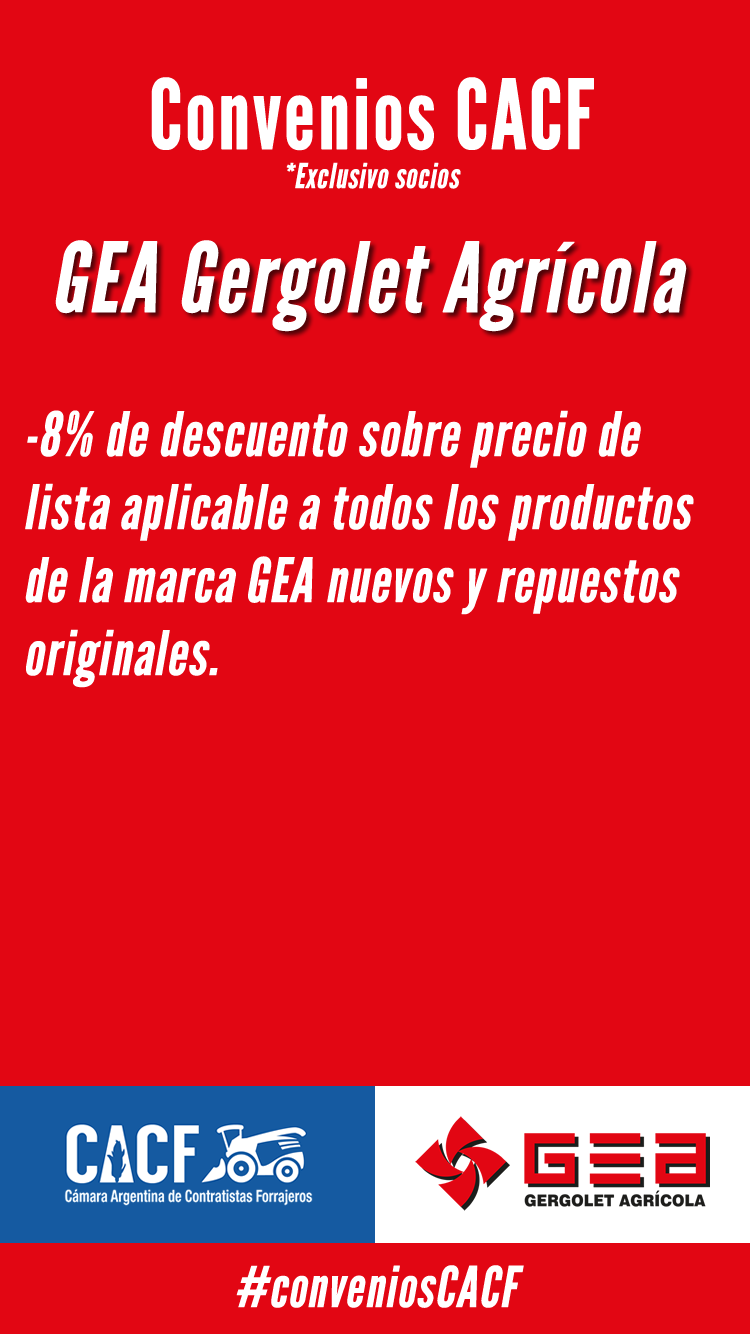 Convenios CACF
*Exclusivo socios
GEA Gergolet Agrícola
-8% de descuento sobre precio de
lista aplicable a todos los productos
de la marca GEA nuevos y repuestos
originales.
CACF
Cámara Argentina de Contratistas Forrajeros
GEA
GERGOLET AGRÍCOLA
#conveniosCACF